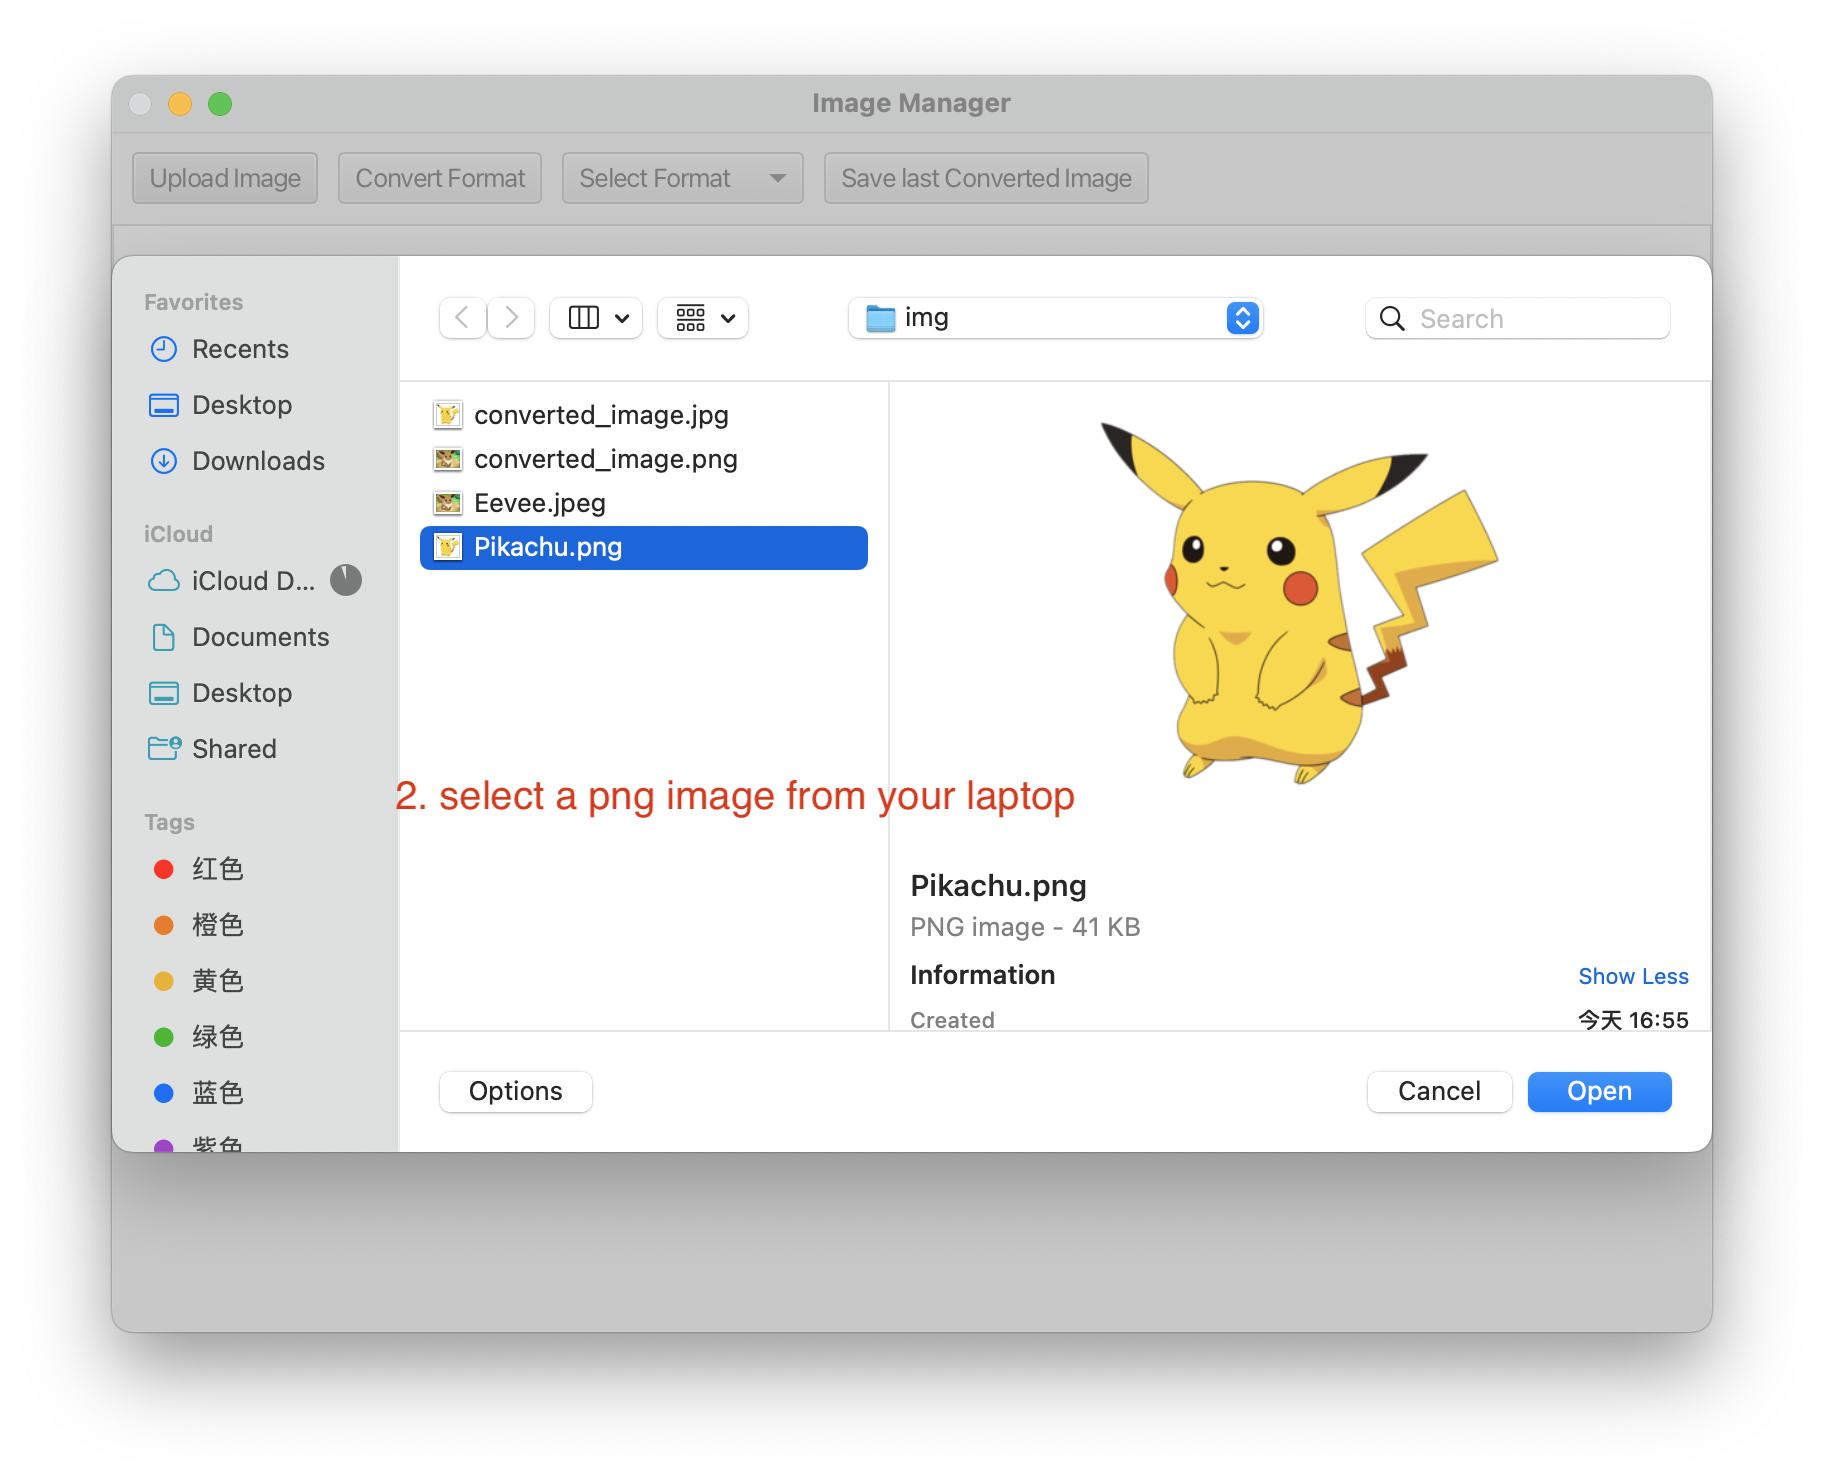 Image Manager
Upload Image
Convert Format
Select Format
Save last Converted Image
Favorites
Recents
Desktop
Downloads
iCloud
iCloud D...
Documents
Desktop
Shared
Tags
红色
橙色
黄色
绿色
蓝色
紫色
img
Search
converted_image.jpg
converted_image.png
Eevee.jpeg
Pikachu.png
2. select a png image from your laptop
Pikachu.png
PNG image - 41 KB
Information
Show Less
Created
今天 16:55
Options
Cancel
Open